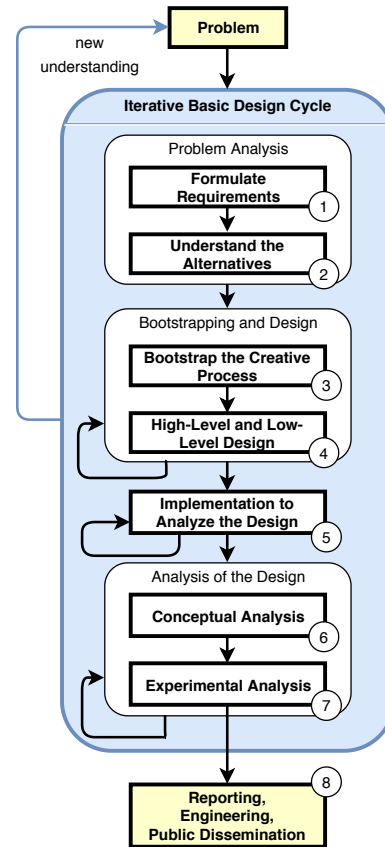 Problem
new
understanding
Iterative Basic Design Cycle
Problem Analysis
Formulate
Requirements
1
Understand the
Alternatives
2
Bootstrapping and Design
Bootstrap the Creative
Process
3
High-Level and Low-
Level Design
4
Implementation to
Analyze the Design
5
Analysis of the Design
Conceptual Analysis
6
Experimental Analysis
7
8
Reporting,
Engineering,
Public Dissemination